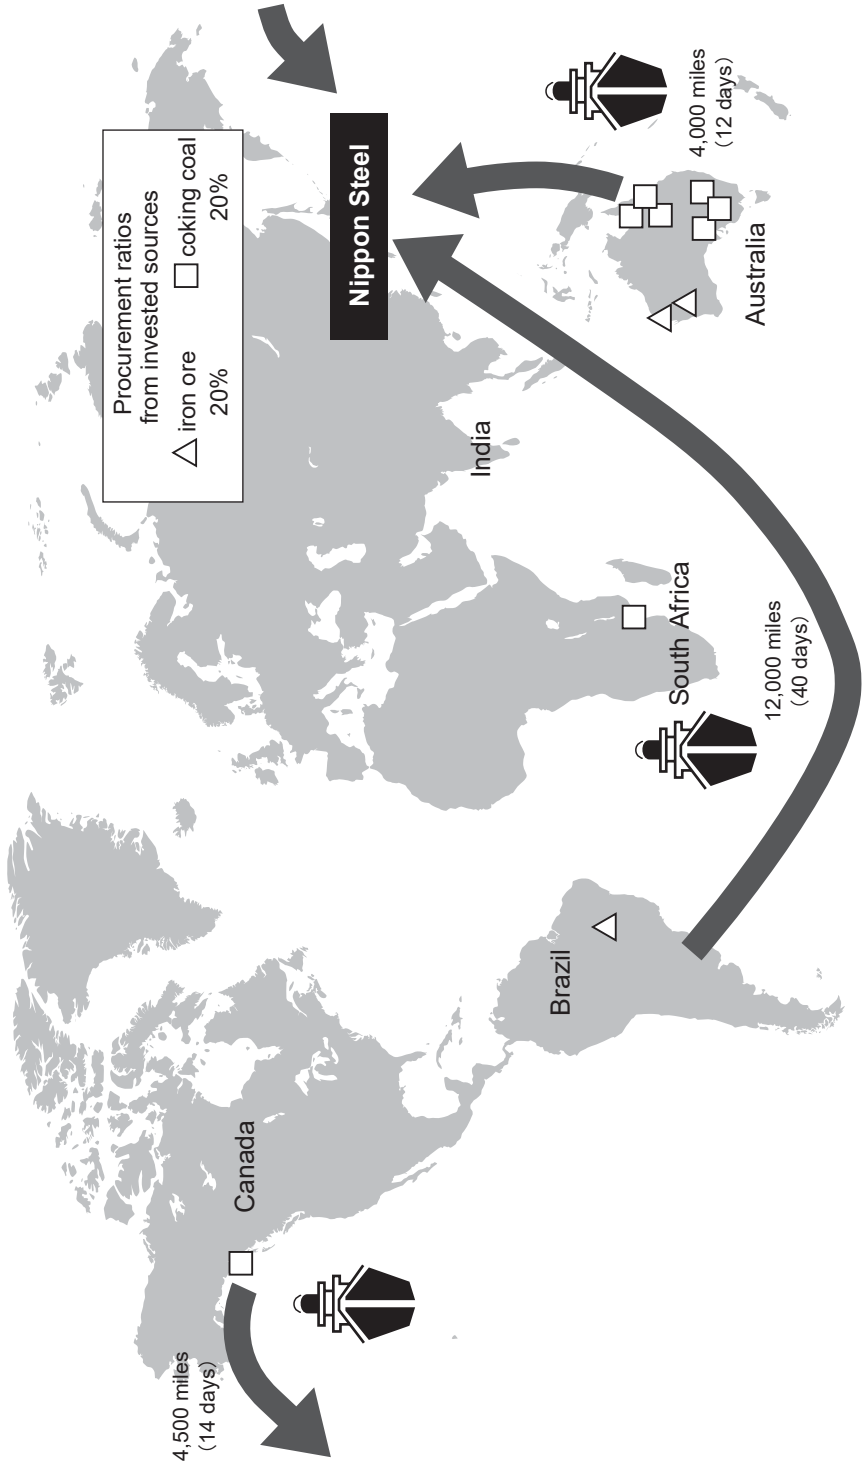 Procurement ratios
from invested sources
iron ore
coking coal
20%
20%
Nippon Steel
4,500 miles
(14 days)
Canada
Brazil
12,000 miles
(40 days)
South Africa
India
Australia
4,000 miles
(12 days)